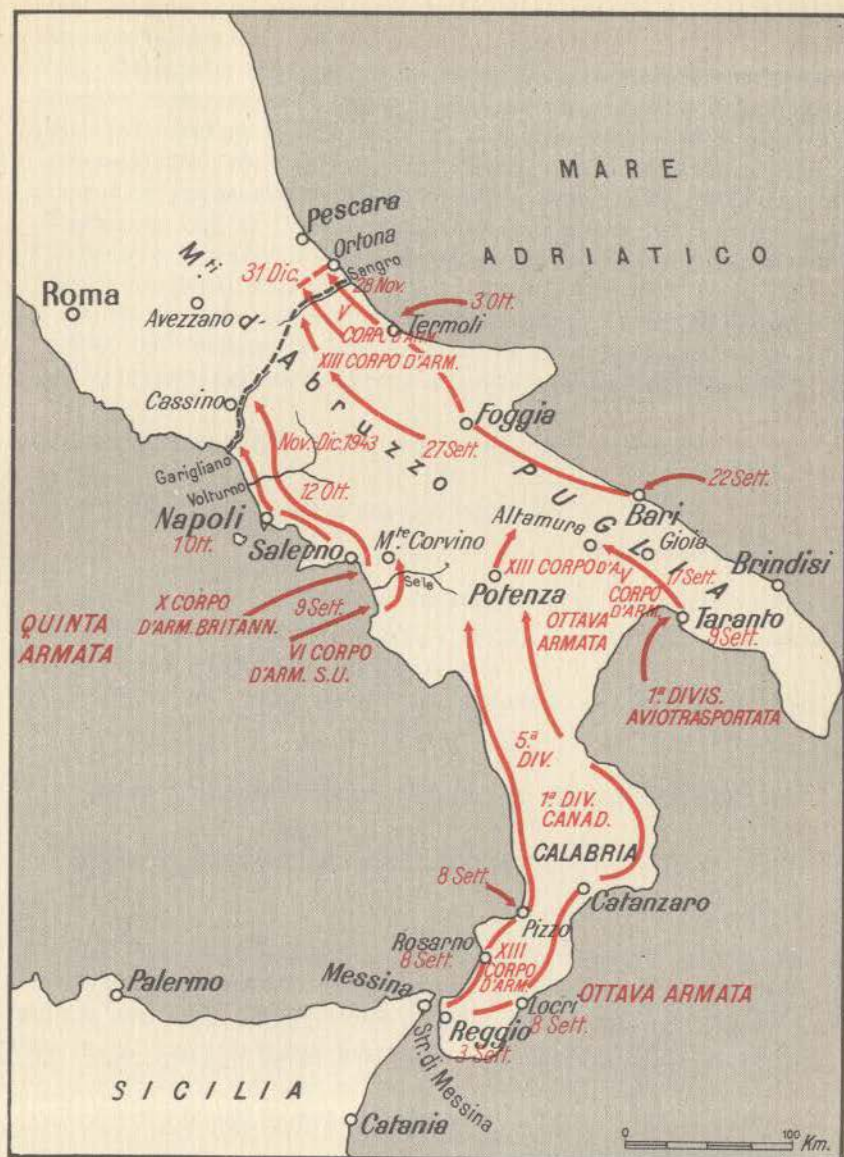 MARE
ADRIATICO
Pescara
Ortona
Sangro
31 Dic.
28 Nov.
M.ti d'Abruzzo
Roma
Avezzano
3 Ott.
Termoli
V
CORPO D'ARM.
XIII CORPO D'ARM.
Cassino
Foggia
Nov.-Dic. 1943
27 Sett.
PUGLIA
22 Sett.
Bari
Garigliano
Volturno
12 Ott.
Napoli
1 Ott.
Salerno
M.te Corvino
Altamura
Gioia
Brindisi
Sele
XIII CORPO D'A.
Potenza
V
CORPO
D'ARM.
17 Sett.
Taranto
9 Sett.
OTTAVA
ARMATA
QUINTA
ARMATA
X CORPO
D'ARM. BRITANN.
9 Sett.
VI CORPO
D'ARM. S.U.
1ª DIVIS.
AVIOTRASPORTATA
5.ª
DIV.
1ª DIV.
CANAD.
CALABRIA
8 Sett.
Catanzaro
Pizzo
Rosarno
8 Sett.
XIII
CORPO
D'ARM.
Palermo
Messina
Locri
8 Sett.
OTTAVA ARMATA
Reggio
3 Sett.
Str. di Messina
SICILIA
Catania
0 100 Km.